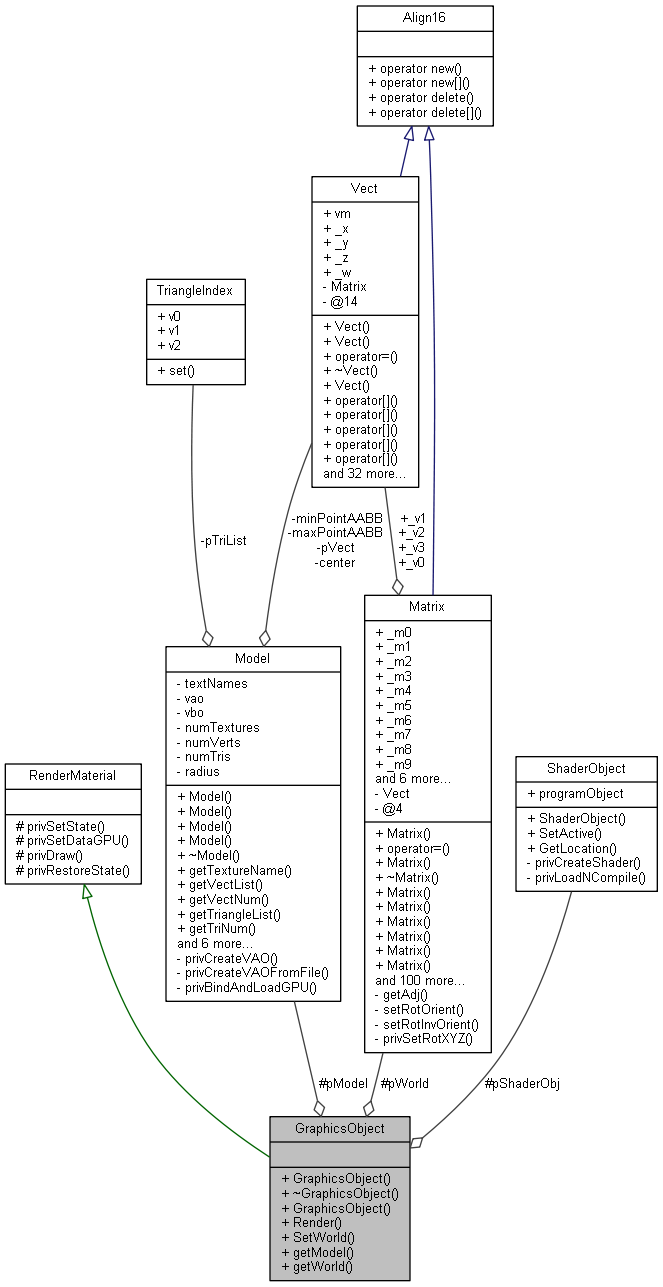 Align16
+ operator new()
+ operator new[]()
+ operator delete()
+ operator delete[]()
Vect
+ vm
+ _x
+ _y
+ _z
+ _w
- Matrix
- @14
+ Vect()
+ Vect()
+ operator=()
+ ~Vect()
+ Vect()
+ operator[]()
+ operator[]()
+ operator[]()
+ operator[]()
+ operator[]()
and 32 more...
TriangleIndex
+ v0
+ v1
+ v2
+ set()
-pTriList
-minPointAABB
-maxPointAABB
-pVect
-center
+_v1
+_v2
+_v3
+_v0
Matrix
+ _m0
+ _m1
+ _m2
+ _m3
+ _m4
+ _m5
+ _m6
+ _m7
+ _m8
+ _m9
and 6 more...
- Vect
- @4
+ Matrix()
+ operator=()
+ Matrix()
+ ~Matrix()
+ Matrix()
+ Matrix()
+ Matrix()
+ Matrix()
+ Matrix()
+ Matrix()
and 100 more...
- getAdj()
- setRotOrient()
- setRotInvOrient()
- privSetRotXYZ()
Model
- textNames
- vao
- vbo
- numTextures
- numVerts
- numTris
- radius
+ Model()
+ Model()
+ Model()
+ Model()
+ ~Model()
+ getTextureName()
+ getVectList()
+ getVectNum()
+ getTriangleList()
+ getTriNum()
and 6 more...
- privCreateVAO()
- privCreateVAOFromFile()
- privBindAndLoadGPU()
RenderMaterial
# privSetState()
# privSetDataGPU()
# privDraw()
# privRestoreState()
ShaderObject
+ programObject
+ ShaderObject()
+ SetActive()
+ GetLocation()
- privCreateShader()
- privLoadNCompile()
#pModel
#pWorld
#pShaderObj
GraphicsObject
+ GraphicsObject()
+ ~GraphicsObject()
+ GraphicsObject()
+ Render()
+ SetWorld()
+ getModel()
+ getWorld()